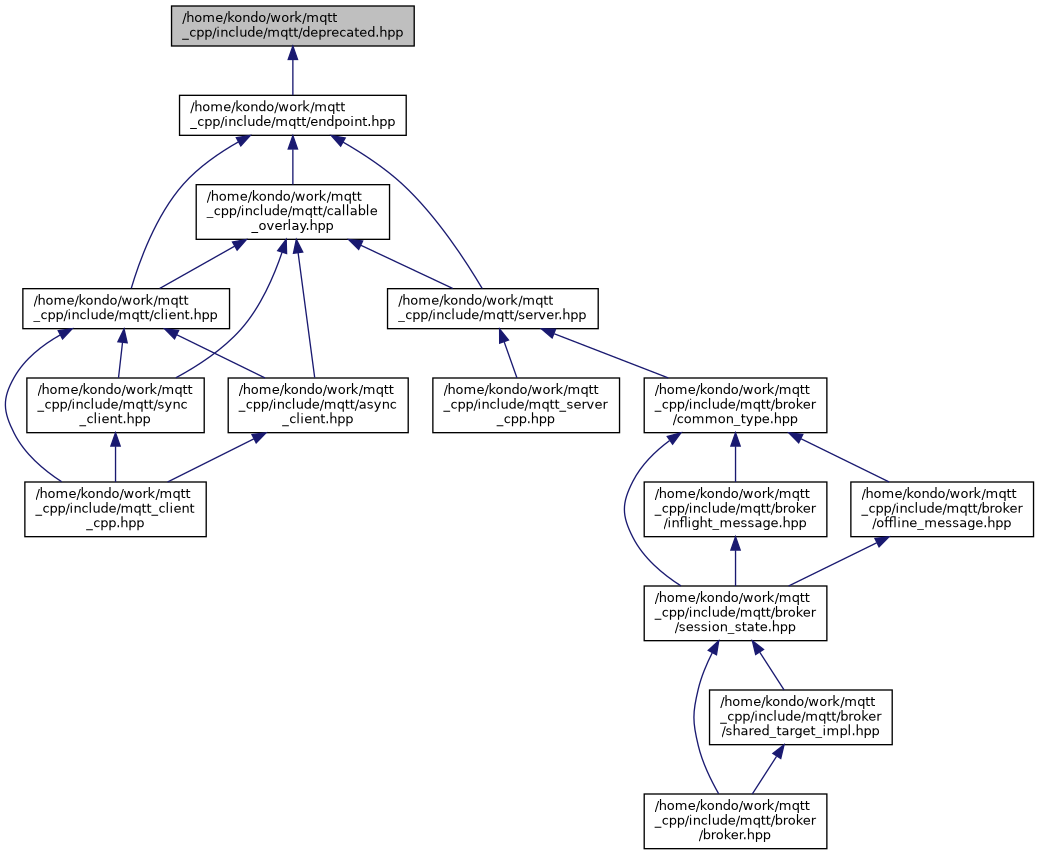 /home/kondo/work/mqtt
_cpp/include/mqtt/deprecated.hpp
/home/kondo/work/mqtt
_cpp/include/mqtt/endpoint.hpp
/home/kondo/work/mqtt
_cpp/include/mqtt/callable
_overlay.hpp
/home/kondo/work/mqtt
_cpp/include/mqtt/client.hpp
/home/kondo/work/mqtt
_cpp/include/mqtt/server.hpp
/home/kondo/work/mqtt
_cpp/include/mqtt/sync
_client.hpp
/home/kondo/work/mqtt
_cpp/include/mqtt/async
_client.hpp
/home/kondo/work/mqtt
_cpp/include/mqtt_server
_cpp.hpp
/home/kondo/work/mqtt
_cpp/include/mqtt/broker
/common_type.hpp
/home/kondo/work/mqtt
_cpp/include/mqtt_client
_cpp.hpp
/home/kondo/work/mqtt
_cpp/include/mqtt/broker
/inflight_message.hpp
/home/kondo/work/mqtt
_cpp/include/mqtt/broker
/offline_message.hpp
/home/kondo/work/mqtt
_cpp/include/mqtt/broker
/session_state.hpp
/home/kondo/work/mqtt
_cpp/include/mqtt/broker
/shared_target_impl.hpp
/home/kondo/work/mqtt
_cpp/include/mqtt/broker
/broker.hpp